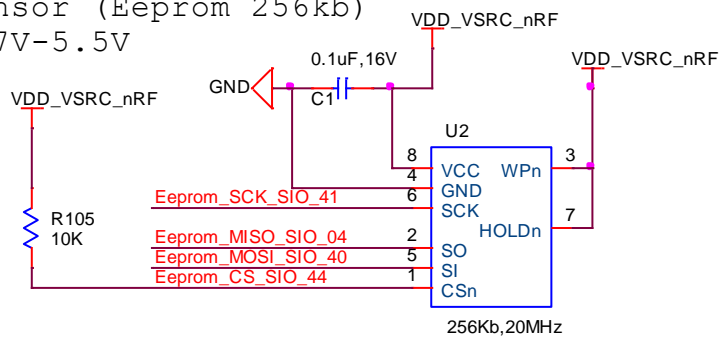 (Eeprom 256kb)
7V-5.5V
VDD_VSRC_nRF
0.1uF,16V
VDD_VSRC_nRF
GND
C1
VDD_VSRC_nRF
U2
8
VCC
WPn
3
4
GND
6
SCK
Eeprom_SCK_SIO_41
HOLDn
7
R105
10K
Eeprom_MISO_SIO_04
2
SO
Eeprom_MOSI_SIO_40
5
SI
Eeprom_CS_SIO_44
1
CSn
256Kb,20MHz